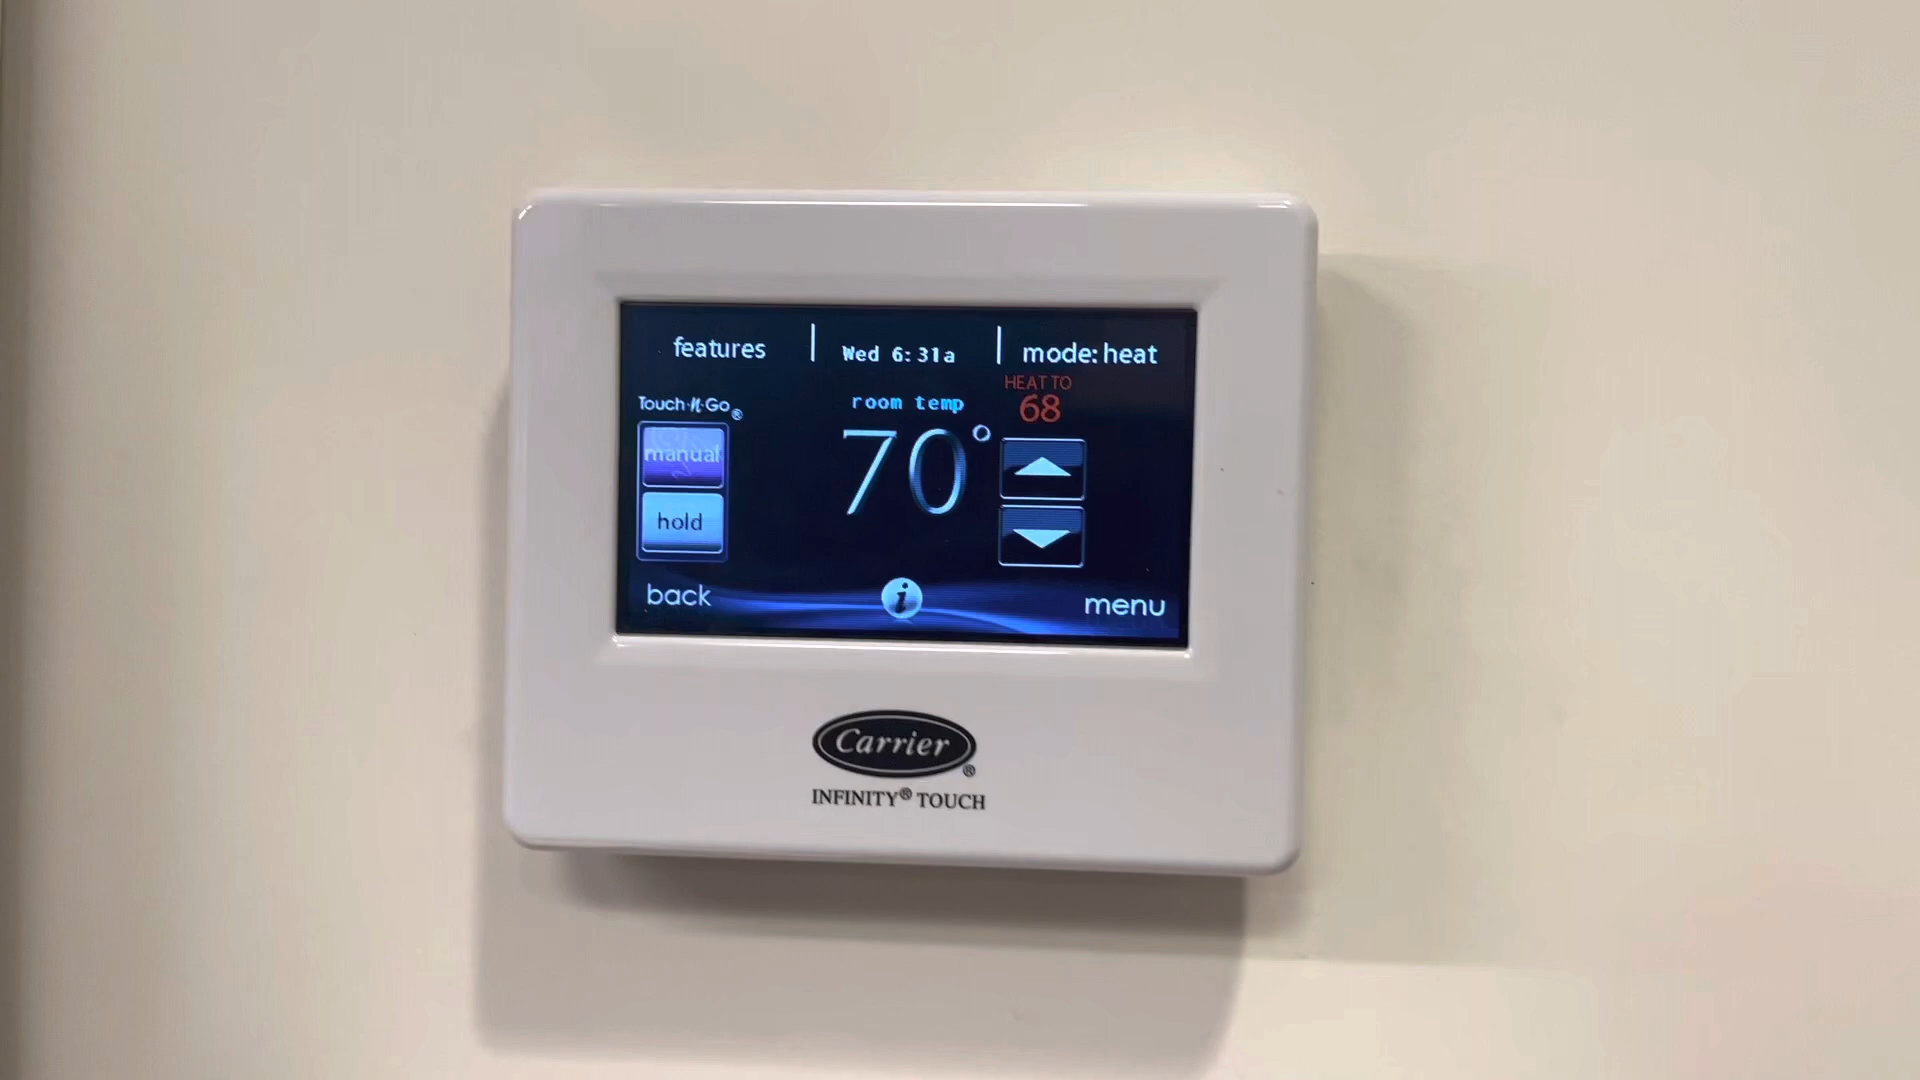 features | Wed 6:31a | mode: heat
HEAT TO
68
Touch-N-Go®
room temp
70°
manual
hold
back
i
menu
Carrier®
INFINITY® TOUCH